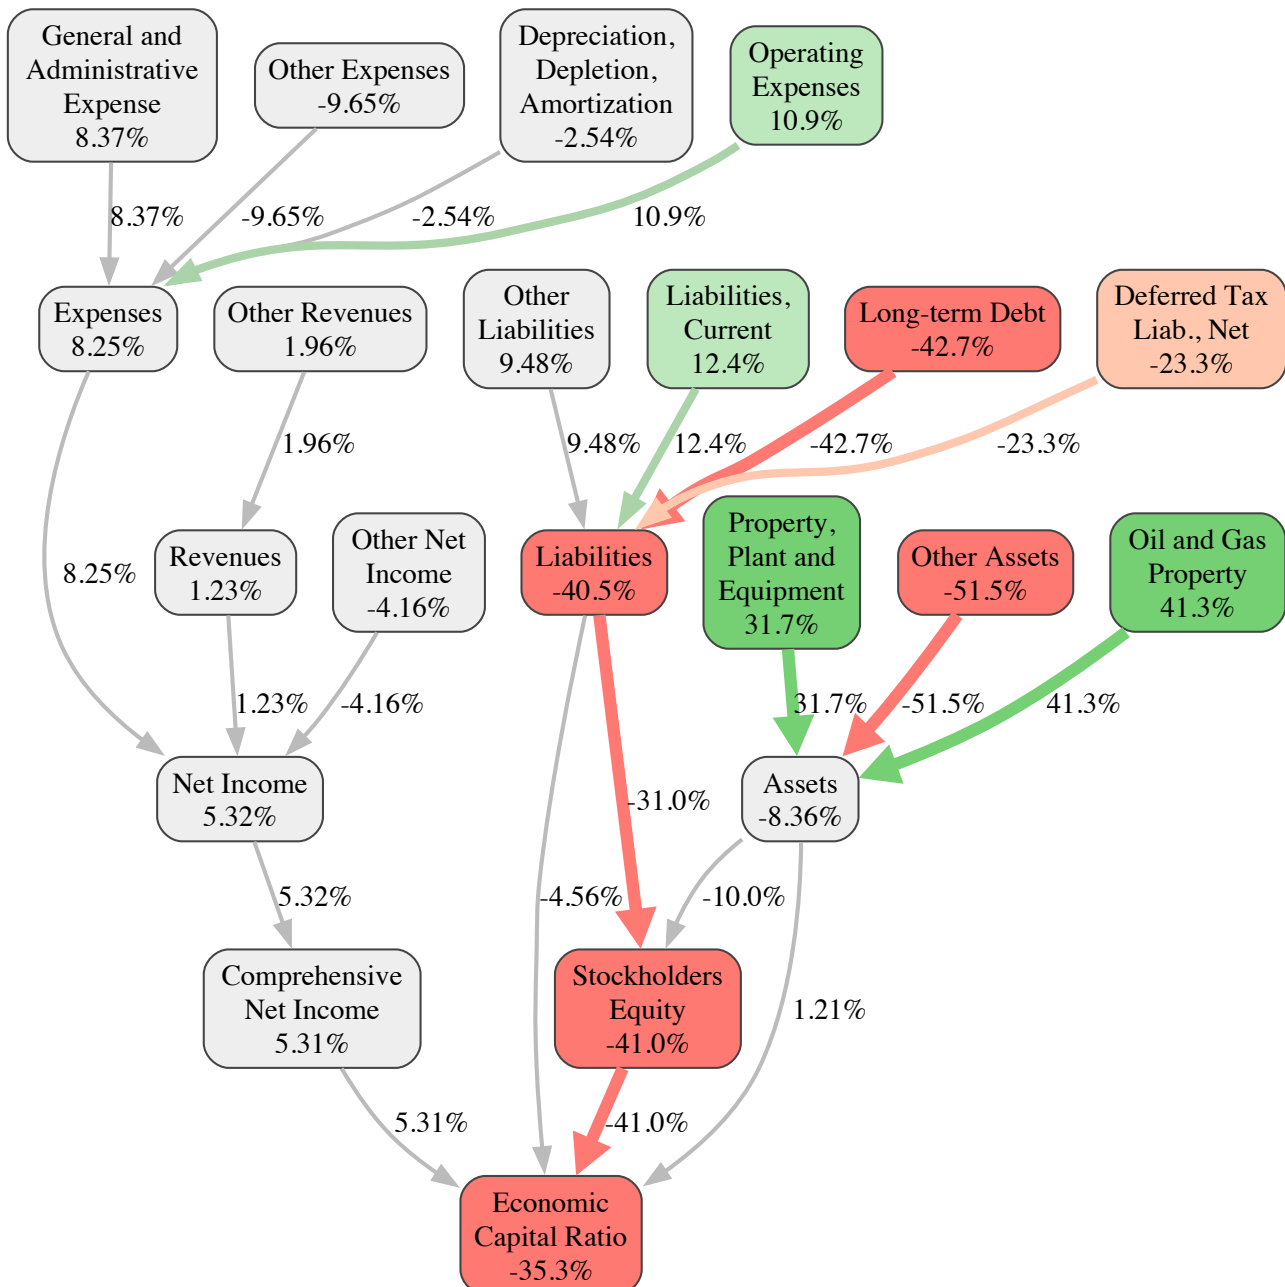 General and
Administrative
Expense
8.37%
Other Expenses
-9.65%
Depreciation,
Depletion,
Amortization
-2.54%
Operating
Expenses
10.9%
8.37%
-9.65%
-2.54%
10.9%
Expenses
8.25%
Other Revenues
1.96%
Other
Liabilities
9.48%
Liabilities,
Current
12.4%
Long-term Debt
-42.7%
Deferred Tax
Liab., Net
-23.3%
1.96%
9.48%
12.4%
-42.7%
-23.3%
8.25%
Revenues
1.23%
Other Net
Income
-4.16%
Liabilities
-40.5%
Property,
Plant and
Equipment
31.7%
Other Assets
-51.5%
Oil and Gas
Property
41.3%
1.23%
-4.16%
31.7%
-51.5%
41.3%
Net Income
5.32%
-31.0%
Assets
-8.36%
5.32%
-4.56%
-10.0%
Comprehensive
Net Income
5.31%
Stockholders
Equity
-41.0%
1.21%
5.31%
-41.0%
Economic
Capital Ratio
-35.3%